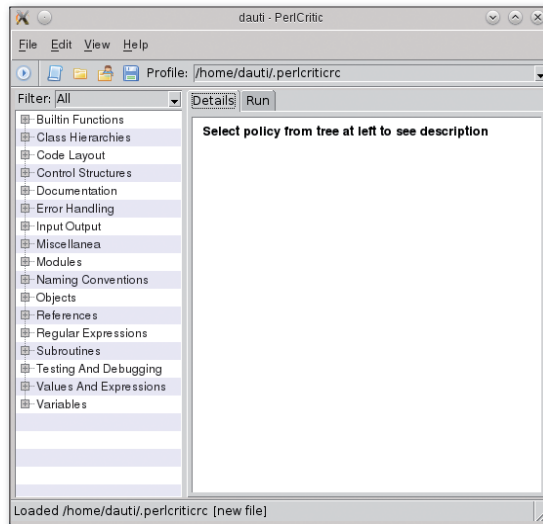 dauti - PerlCritic
File Edit View Help
Profile: /home/dauti/.perlcriticrc
Filter: All
Details Run
Builtin Functions
Class Hierarchies
Code Layout
Control Structures
Documentation
Error Handling
Input Output
Miscellanea
Modules
Naming Conventions
Objects
References
Regular Expressions
Subroutines
Testing And Debugging
Values And Expressions
Variables
Select policy from tree at left to see description
Loaded /home/dauti/.perlcriticrc [new file]